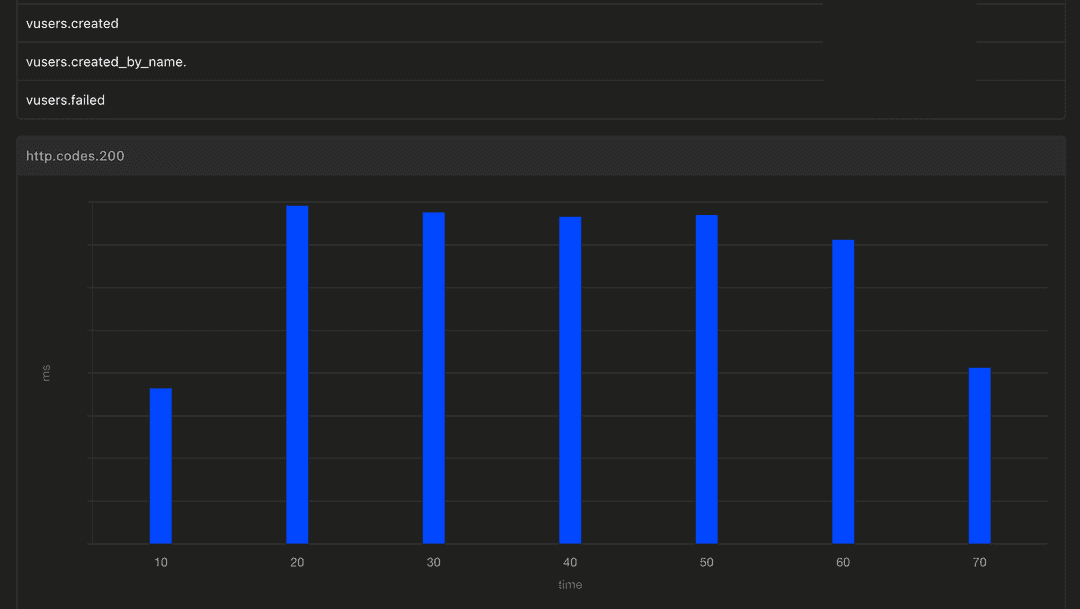 vusers.created
vusers.created_by_name.
vusers.failed
http.codes.200
ms
10 20 30 40 50 60 70
time